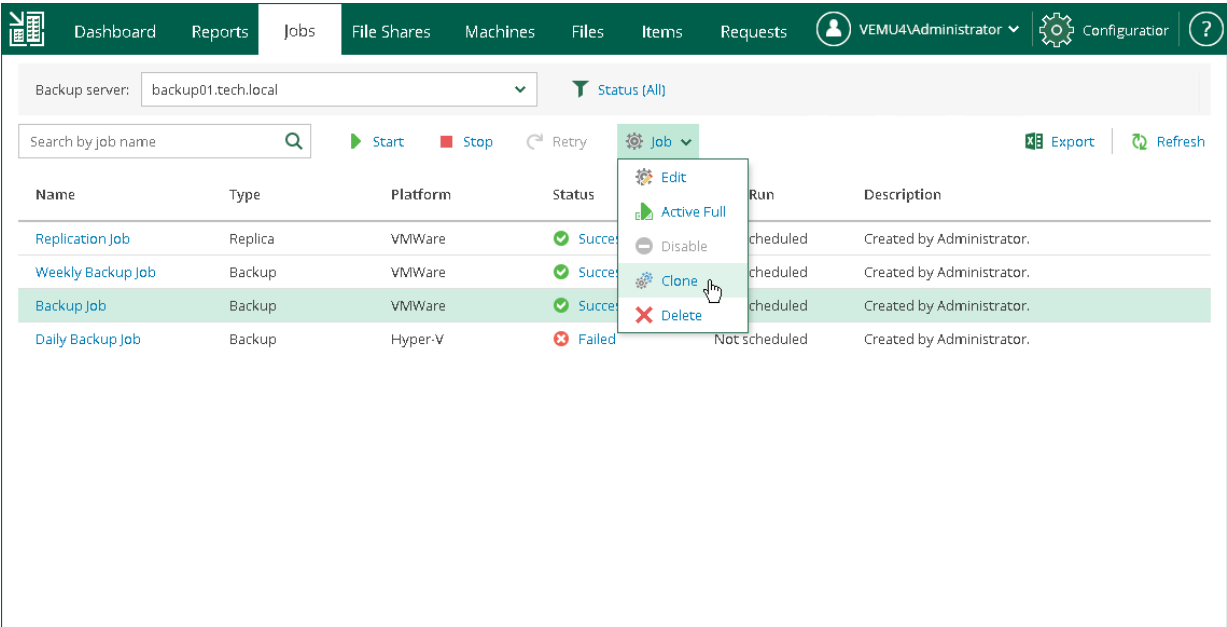 Dashboard Reports Jobs File Shares Machines Files Items Requests VEMU4\Administrator Configuration ?
Backup server: backup01.tech.local Status (All)
Search by job name Start Stop Retry Job Export Refresh
Edit
Name Type Platform Status Run Description
Active Full
Replication Job Replica VMWare Succes cheduled Created by Administrator.
Disable
Weekly Backup Job Backup VMWare Succes cheduled Created by Administrator.
Clone
Backup Job Backup VMWare Succes cheduled Created by Administrator.
Delete
Daily Backup Job Backup Hyper-V Failed Not scheduled Created by Administrator.